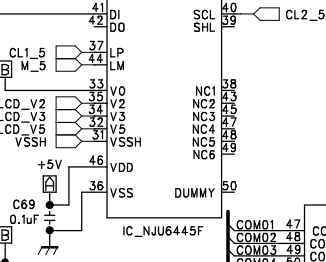 41 DI SCL 40 CL2_5
42 DO SHL 39
CL1_5 37 LP
M_5 44 LM
B 33 V0 NC1 38
LCD_V2 35 V2 NC2 43
LCD_V3 34 V3 NC3 45
LCD_V5 32 V5 NC4 47
VSSH 31 VSSH NC5 48
NC6 49
+5V 46 VDD
A 36 VSS DUMMY 50
C69
0.1uF
IC_NJU6445F
B
COM01 47
COM02 48
COM03 49